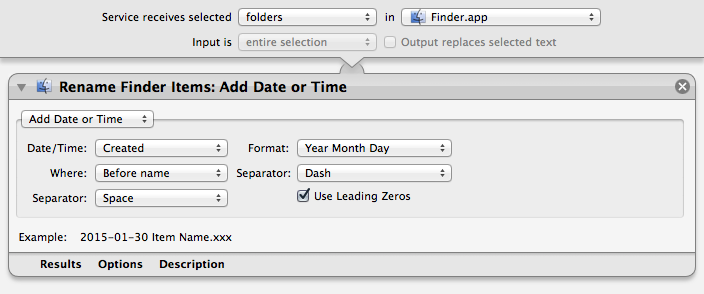 Service receives selected folders in Finder.app
Input is entire selection Output replaces selected text
Rename Finder Items: Add Date or Time
Add Date or Time
Date/Time: Created Format: Year Month Day
Where: Before name Separator: Dash
Separator: Space Use Leading Zeros
Example: 2015-01-30 Item Name.xxx
Results Options Description